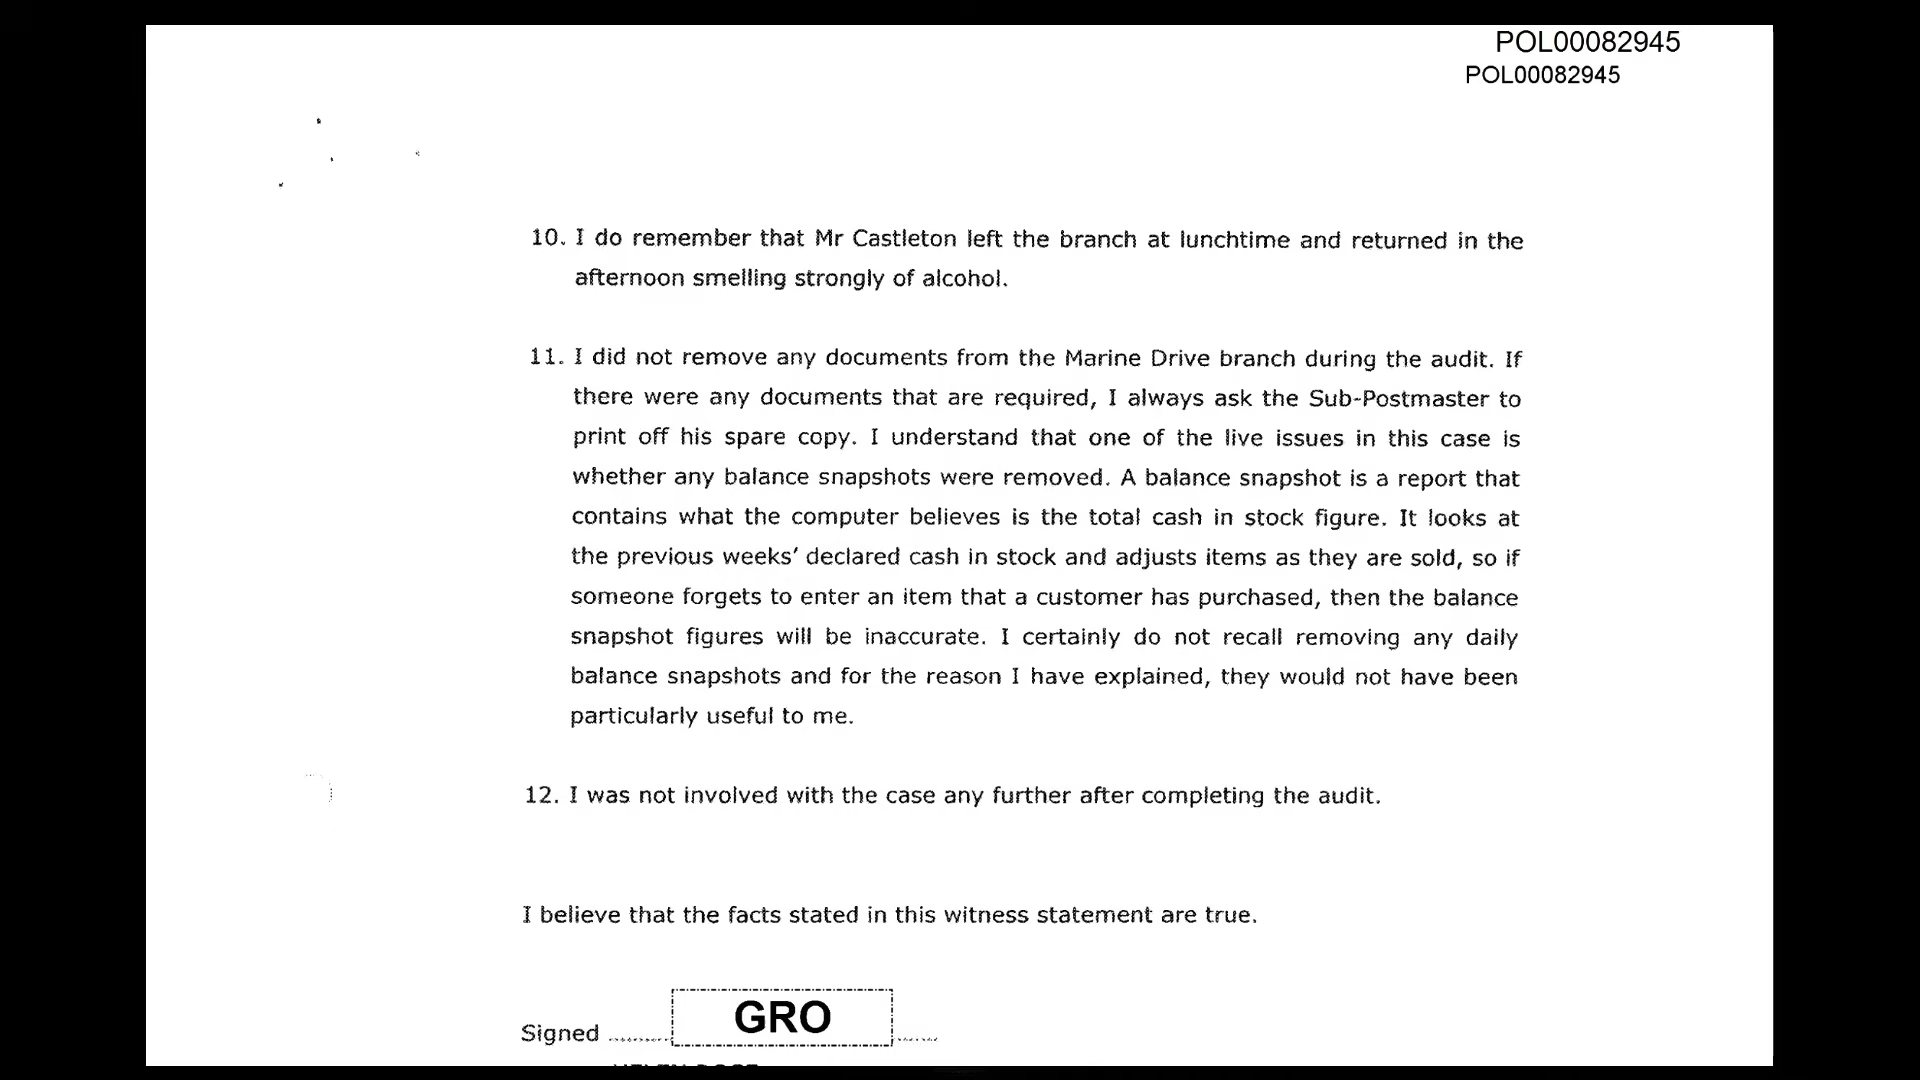 POL00082945
POL00082945
10. I do remember that Mr Castleton left the branch at lunchtime and returned in the
afternoon smelling strongly of alcohol.
11. I did not remove any documents from the Marine Drive branch during the audit. If
there were any documents that are required, I always ask the Sub-Postmaster to
print off his spare copy. I understand that one of the live issues in this case is
whether any balance snapshots were removed. A balance snapshot is a report that
contains what the computer believes is the total cash in stock figure. It looks at
the previous weeks' declared cash in stock and adjusts items as they are sold, so if
someone forgets to enter an item that a customer has purchased, then the balance
snapshot figures will be inaccurate. I certainly do not recall removing any daily
balance snapshots and for the reason I have explained, they would not have been
particularly useful to me.
12. I was not involved with the case any further after completing the audit.
I believe that the facts stated in this witness statement are true.
GRO
Signed